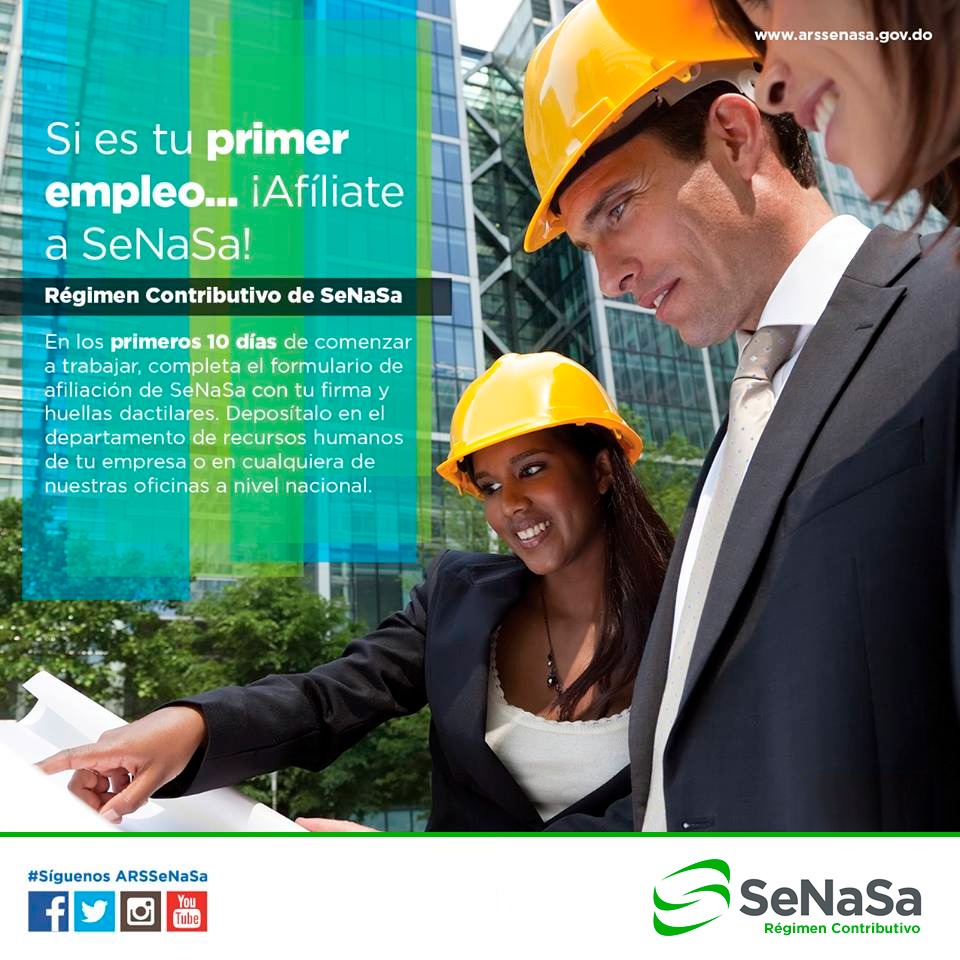 www.arssenasa.gov.do
Si es tu primer
empleo... ¡Afíliate
a SeNaSa!
Régimen Contributivo de SeNaSa
En los primeros 10 días de comenzar
a trabajar, completa el formulario de
afiliación de SeNaSa con tu firma y
huellas dactilares. Deposítalo en el
departamento de recursos humanos
de tu empresa o en cualquiera de
nuestras oficinas a nivel nacional.
#Síguenos ARSSeNaSa
You
Tube
SeNaSa
Régimen Contributivo